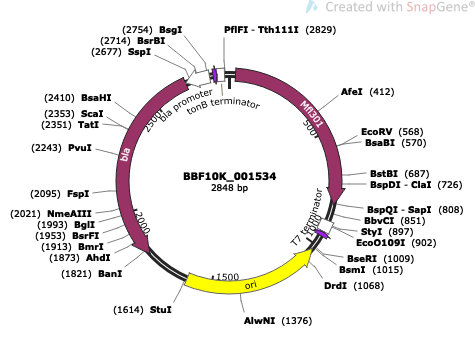 Created with SnapGene®
(2754) BsgI
(2714) BsrBI
(2677) SspI
PflFI - Tth111I (2829)
bla promoter
tonB terminator
(2410) BsaHI
(2353) ScaI
(2351) TatI
(2243) PvuI
(2095) FspI
(2021) NmeAIII
(1993) BglI
(1953) BsrFI
(1913) BmrI
(1873) AhdI
(1821) BanI
(1614) StuI
AfeI (412)
EcoRV (568)
BsaBI (570)
BstBI (687)
BspDI - ClaI (726)
BspQI - SapI (808)
BbvCI (851)
StyI (897)
EcoO109I (902)
BseRI (1009)
BsmI (1015)
DrdI (1068)
AlwNI (1376)
BBF10K_001534
2848 bp
bla
ori
T7 terminator
500
1500
2000
2500